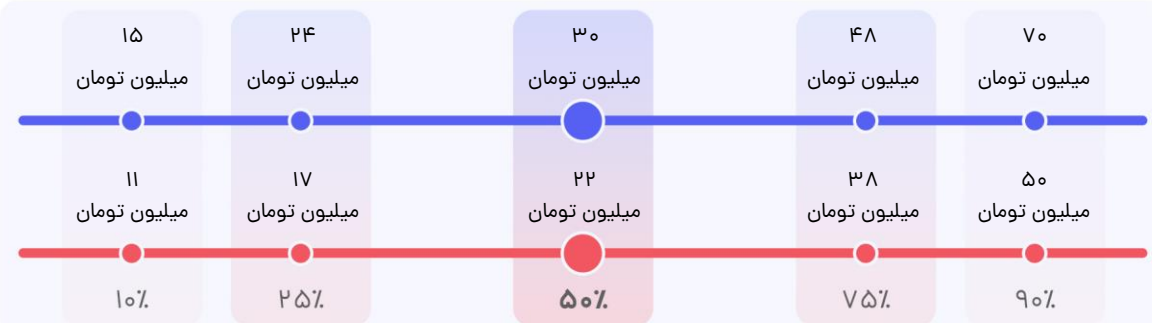 ۱۵ ۲۴ ۳۰ ۴۸ ۷۰
میلیون تومان میلیون تومان میلیون تومان میلیون تومان میلیون تومان
۱۱ ۱۷ ۲۲ ۳۸ ۵۰
میلیون تومان میلیون تومان میلیون تومان میلیون تومان میلیون تومان
۱۰٪ ۲۵٪ ۵۰٪ ۷۵٪ ۹۰٪